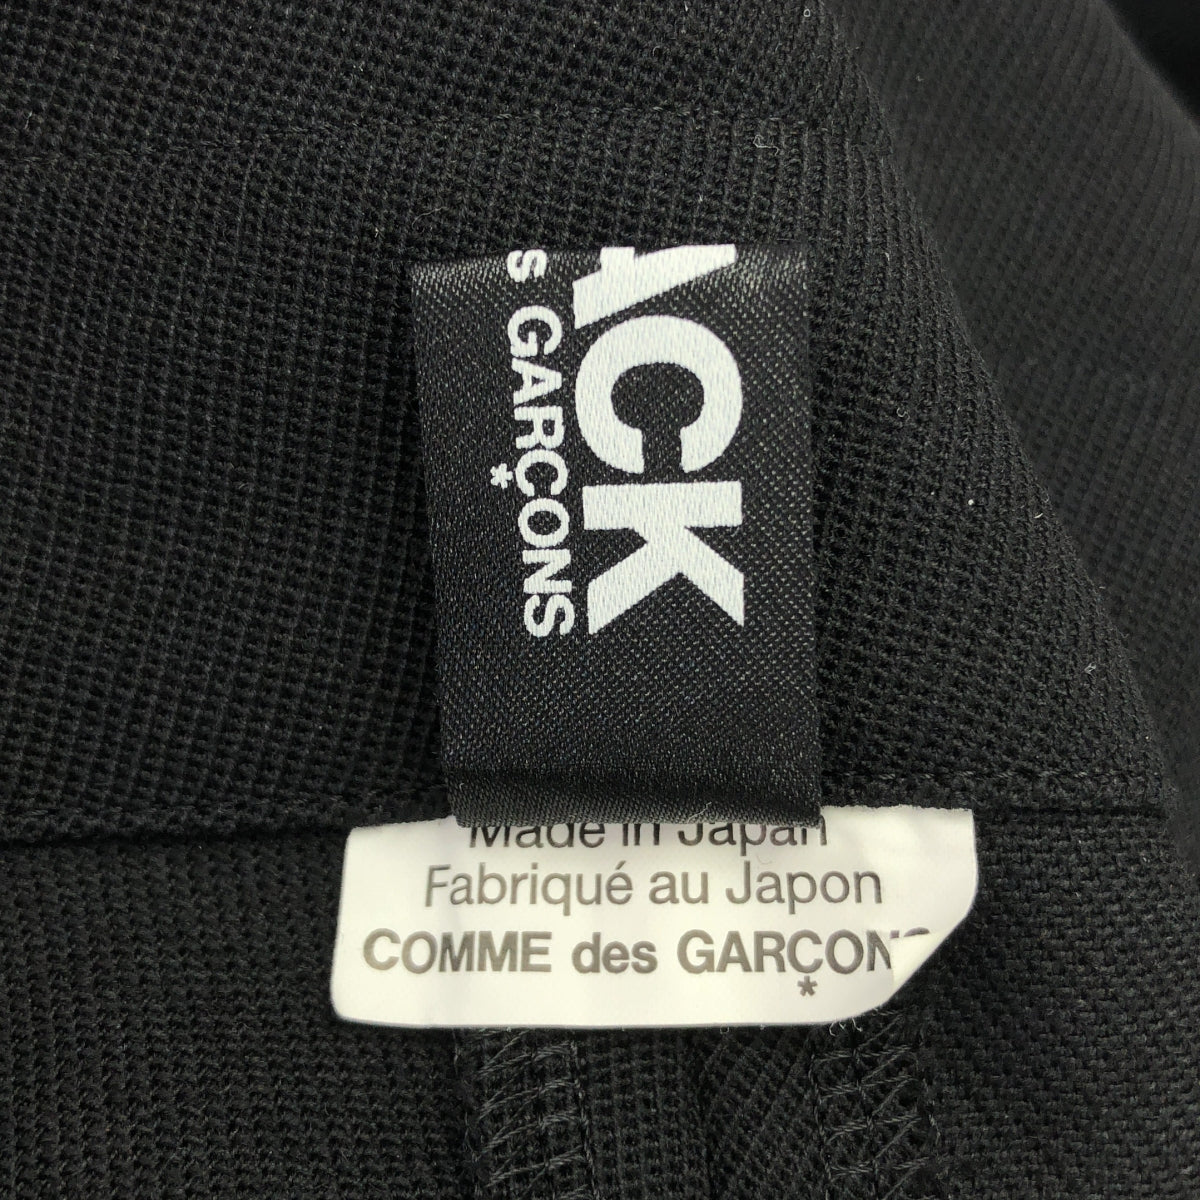 ACK
S GARÇONS
*
Made in Japan
Fabriqué au Japon
COMME des GARÇONS
*